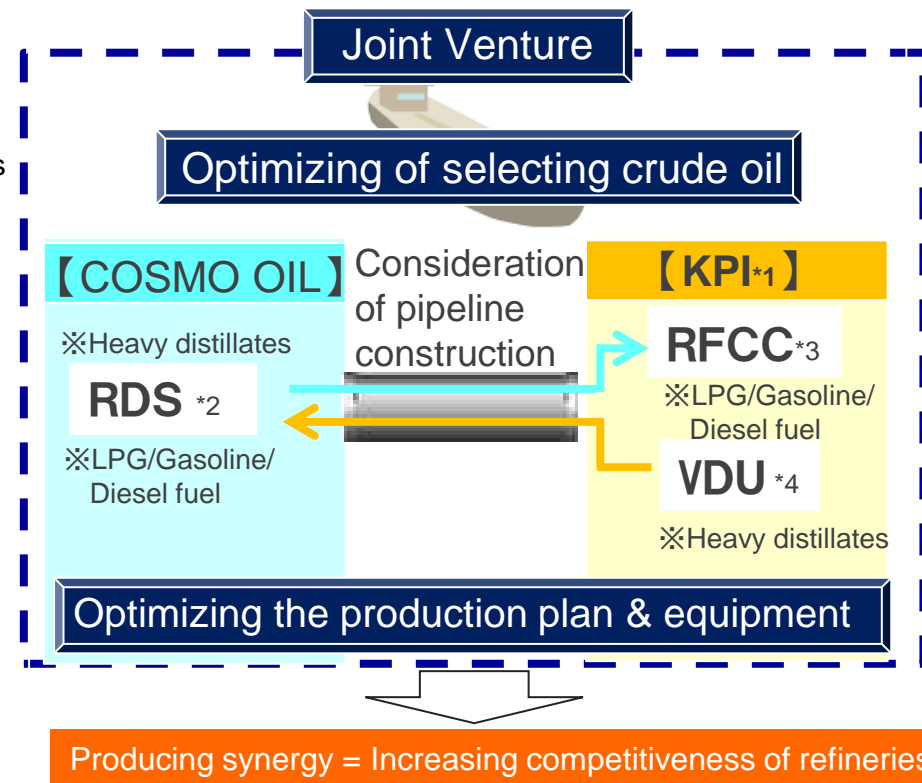 Joint Venture
s
Optimizing of selecting crude oil
【COSMO OIL】
※Heavy distillates
RDS *2
※LPG/Gasoline/
Diesel fuel
Consideration
of pipeline
construction
【KPI*1】
RFCC*3
※LPG/Gasoline/
Diesel fuel
VDU *4
※Heavy distillates
Optimizing the production plan & equipment
Producing synergy = Increasing competitiveness of refineries